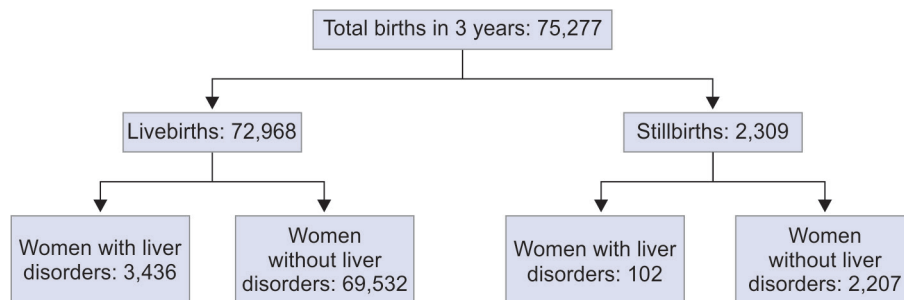 Total births in 3 years: 75,277
Livebirths: 72,968
Stillbirths: 2,309
Women with liver
disorders: 3,436
Women
without liver
disorders: 69,532
Women with liver
disorders: 102
Women
without liver
disorders: 2,207